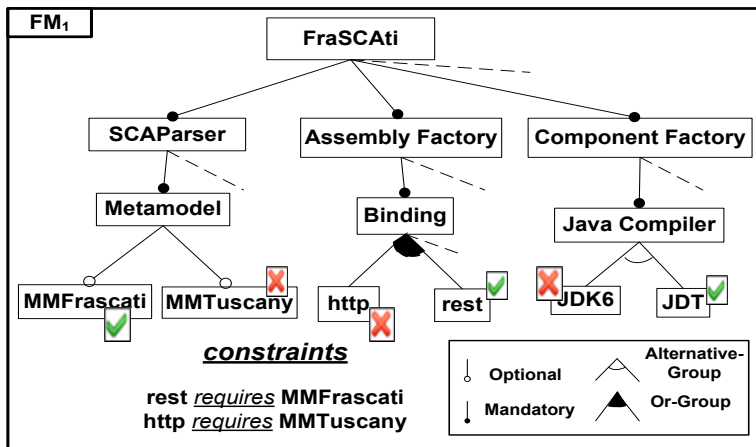 FM₁
FraSCAti
SCAParser
Assembly Factory
Component Factory
Metamodel
Binding
Java Compiler
MMFrascati
MMTuscany
http
rest
JDK6
JDT
constraints
rest requires MMFrascati
http requires MMTuscany
Optional
Alternative-
Group
Mandatory
Or-Group